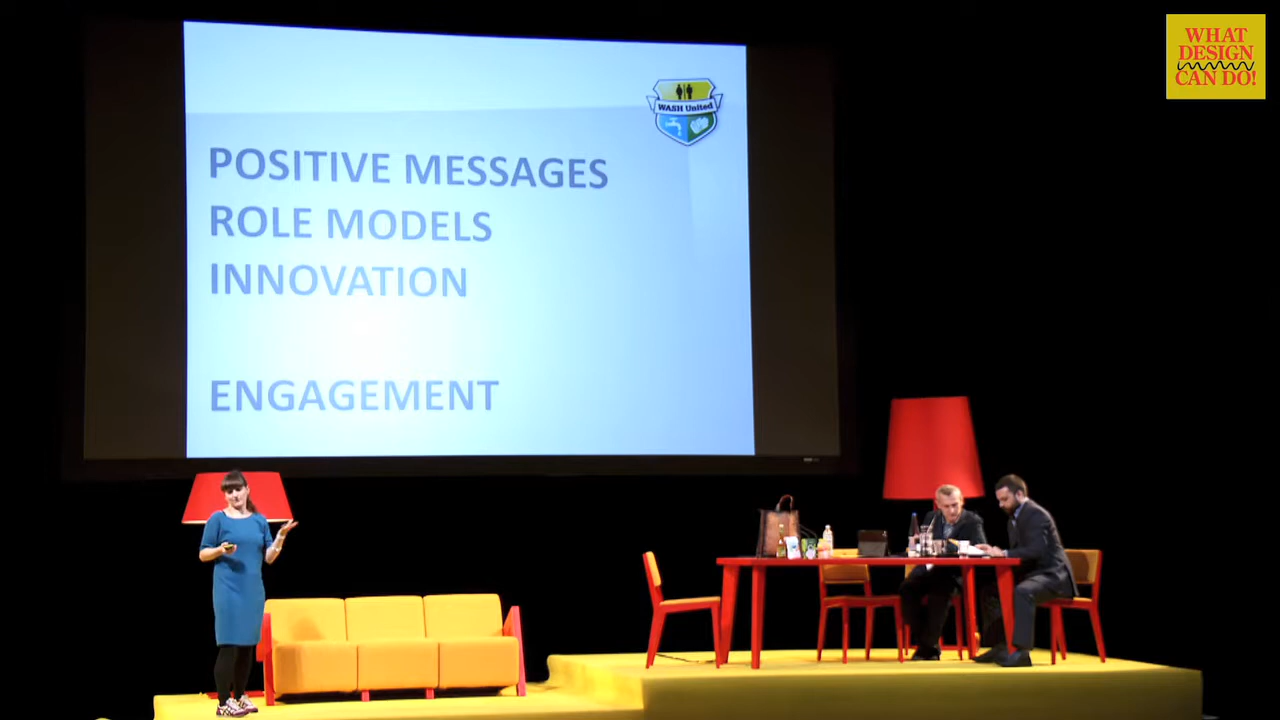 WHAT
DESIGN
CAN DO!
WASH United
POSITIVE MESSAGES
ROLE MODELS
INNOVATION
ENGAGEMENT